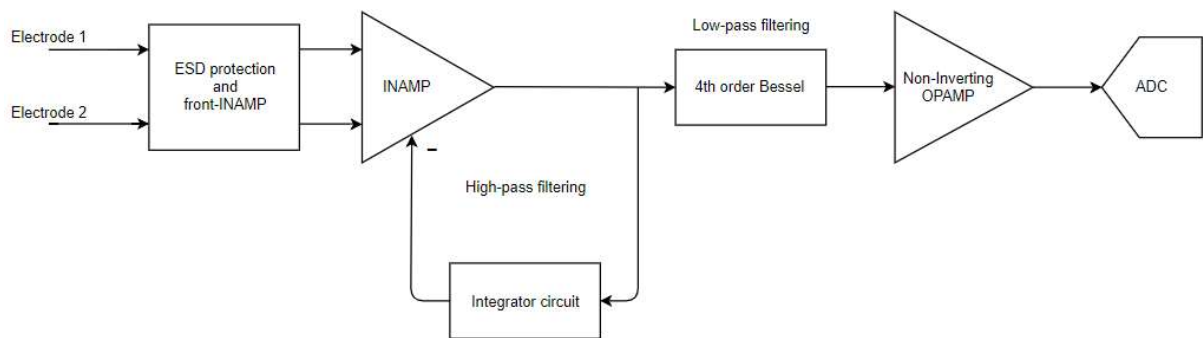 Electrode 1
Electrode 2
ESD protection
and
front-INAMP
INAMP
–
High-pass filtering
Integrator circuit
Low-pass filtering
4th order Bessel
Non-Inverting
OPAMP
ADC